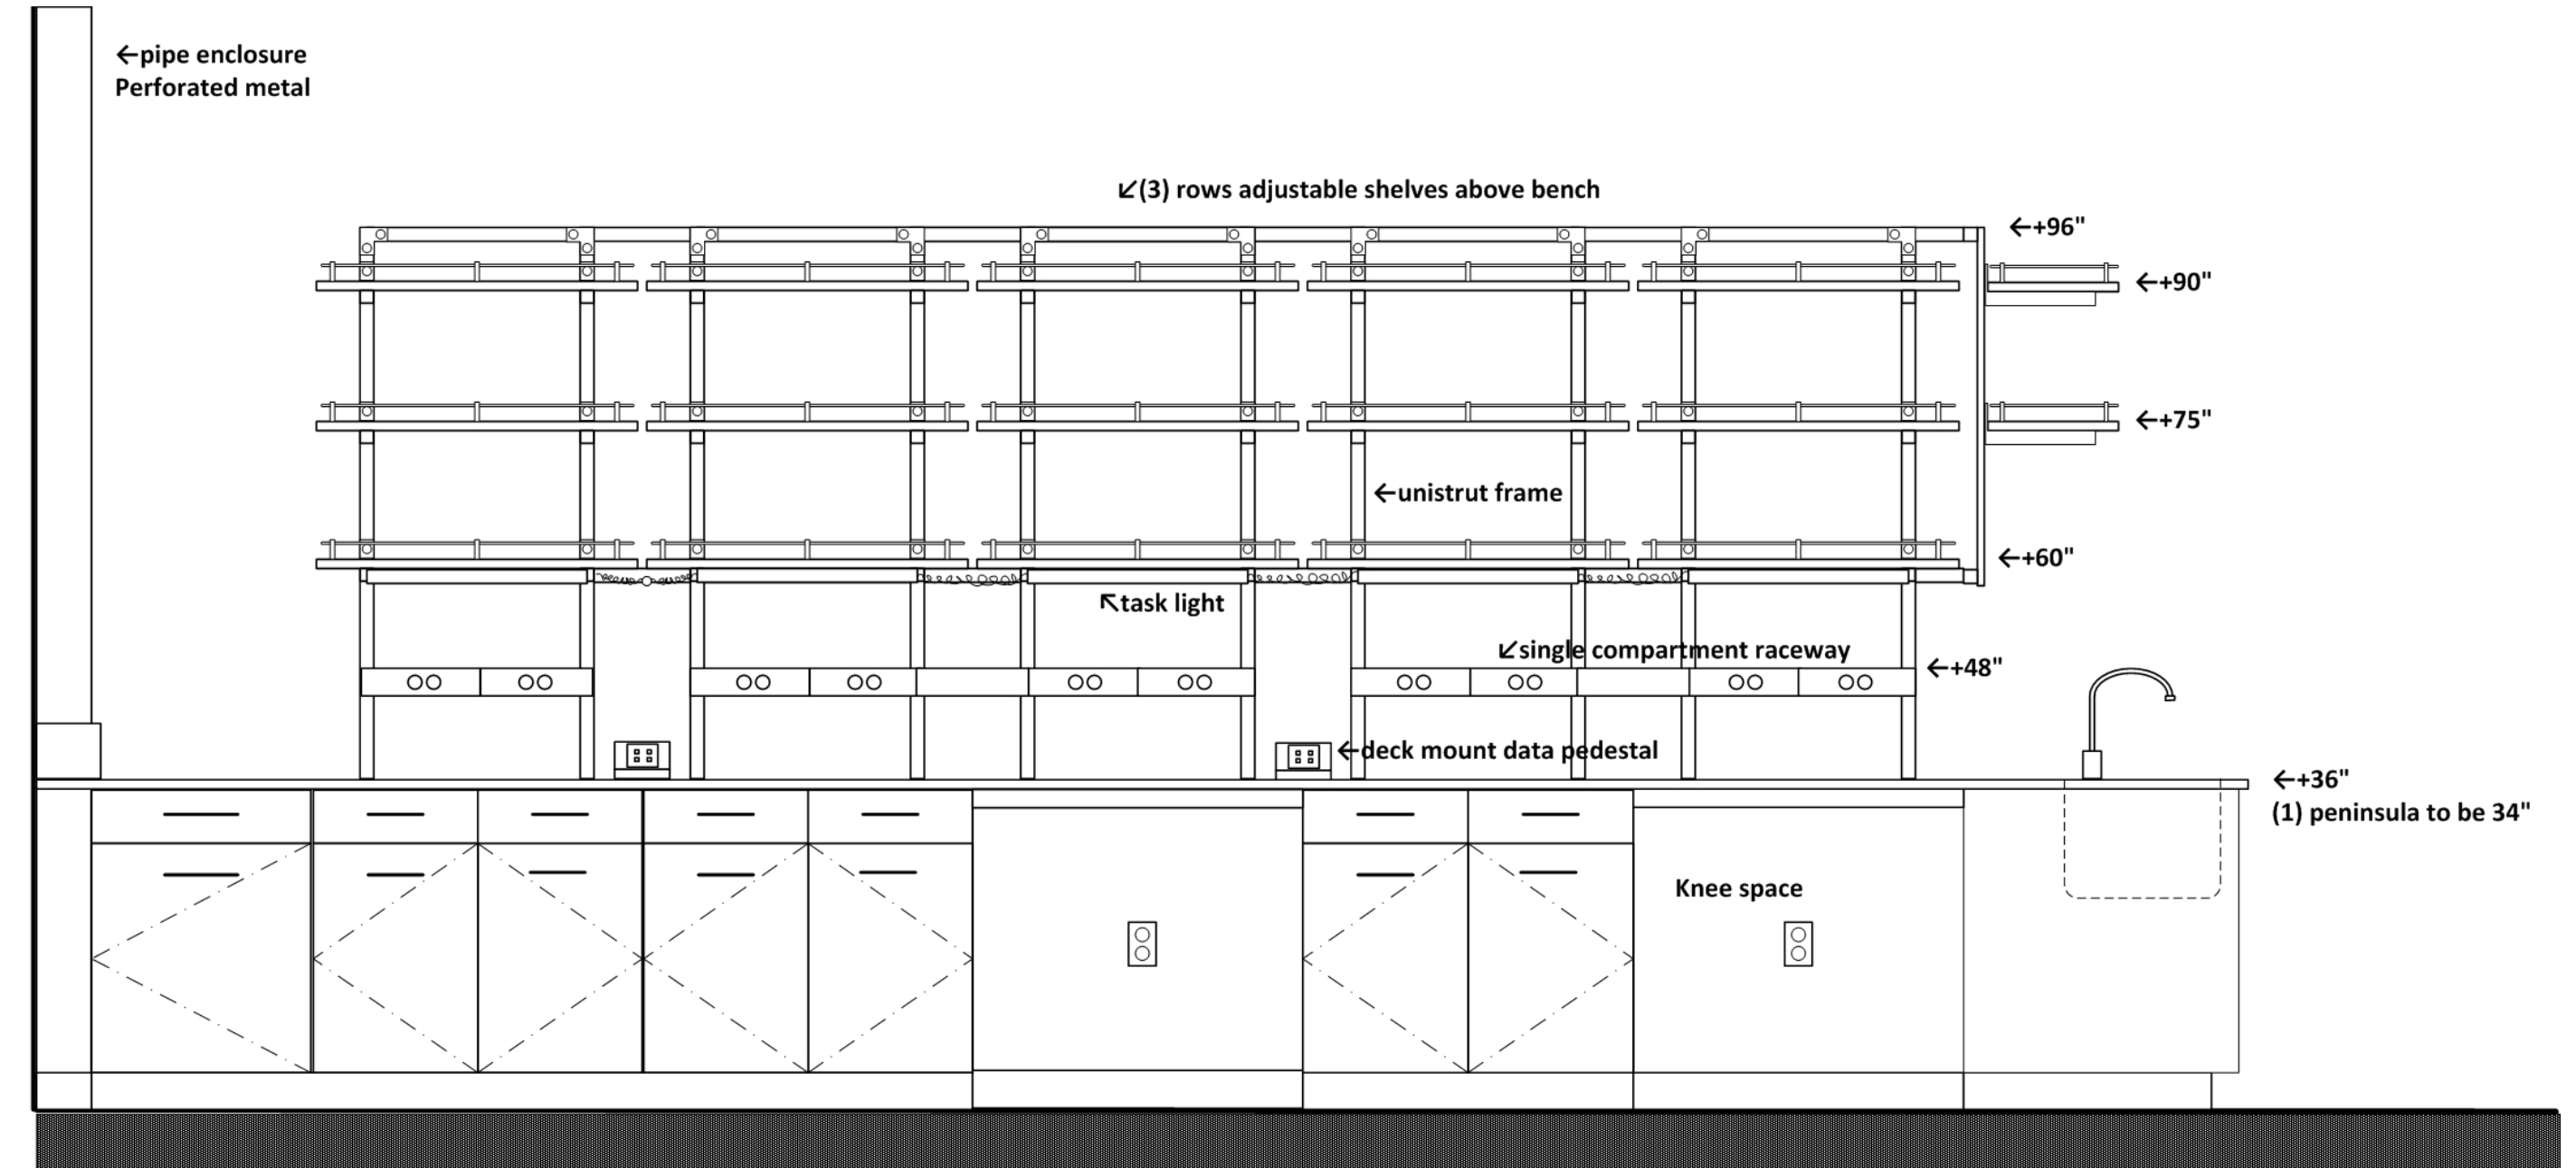 ←pipe enclosure
Perforated metal
↙(3) rows adjustable shelves above bench
←+96"
←+90"
←+75"
←unistrut frame
←+60"
↖task light
↙single compartment raceway
←+48"
←deck mount data pedestal
←+36"
(1) peninsula to be 34"
Knee space